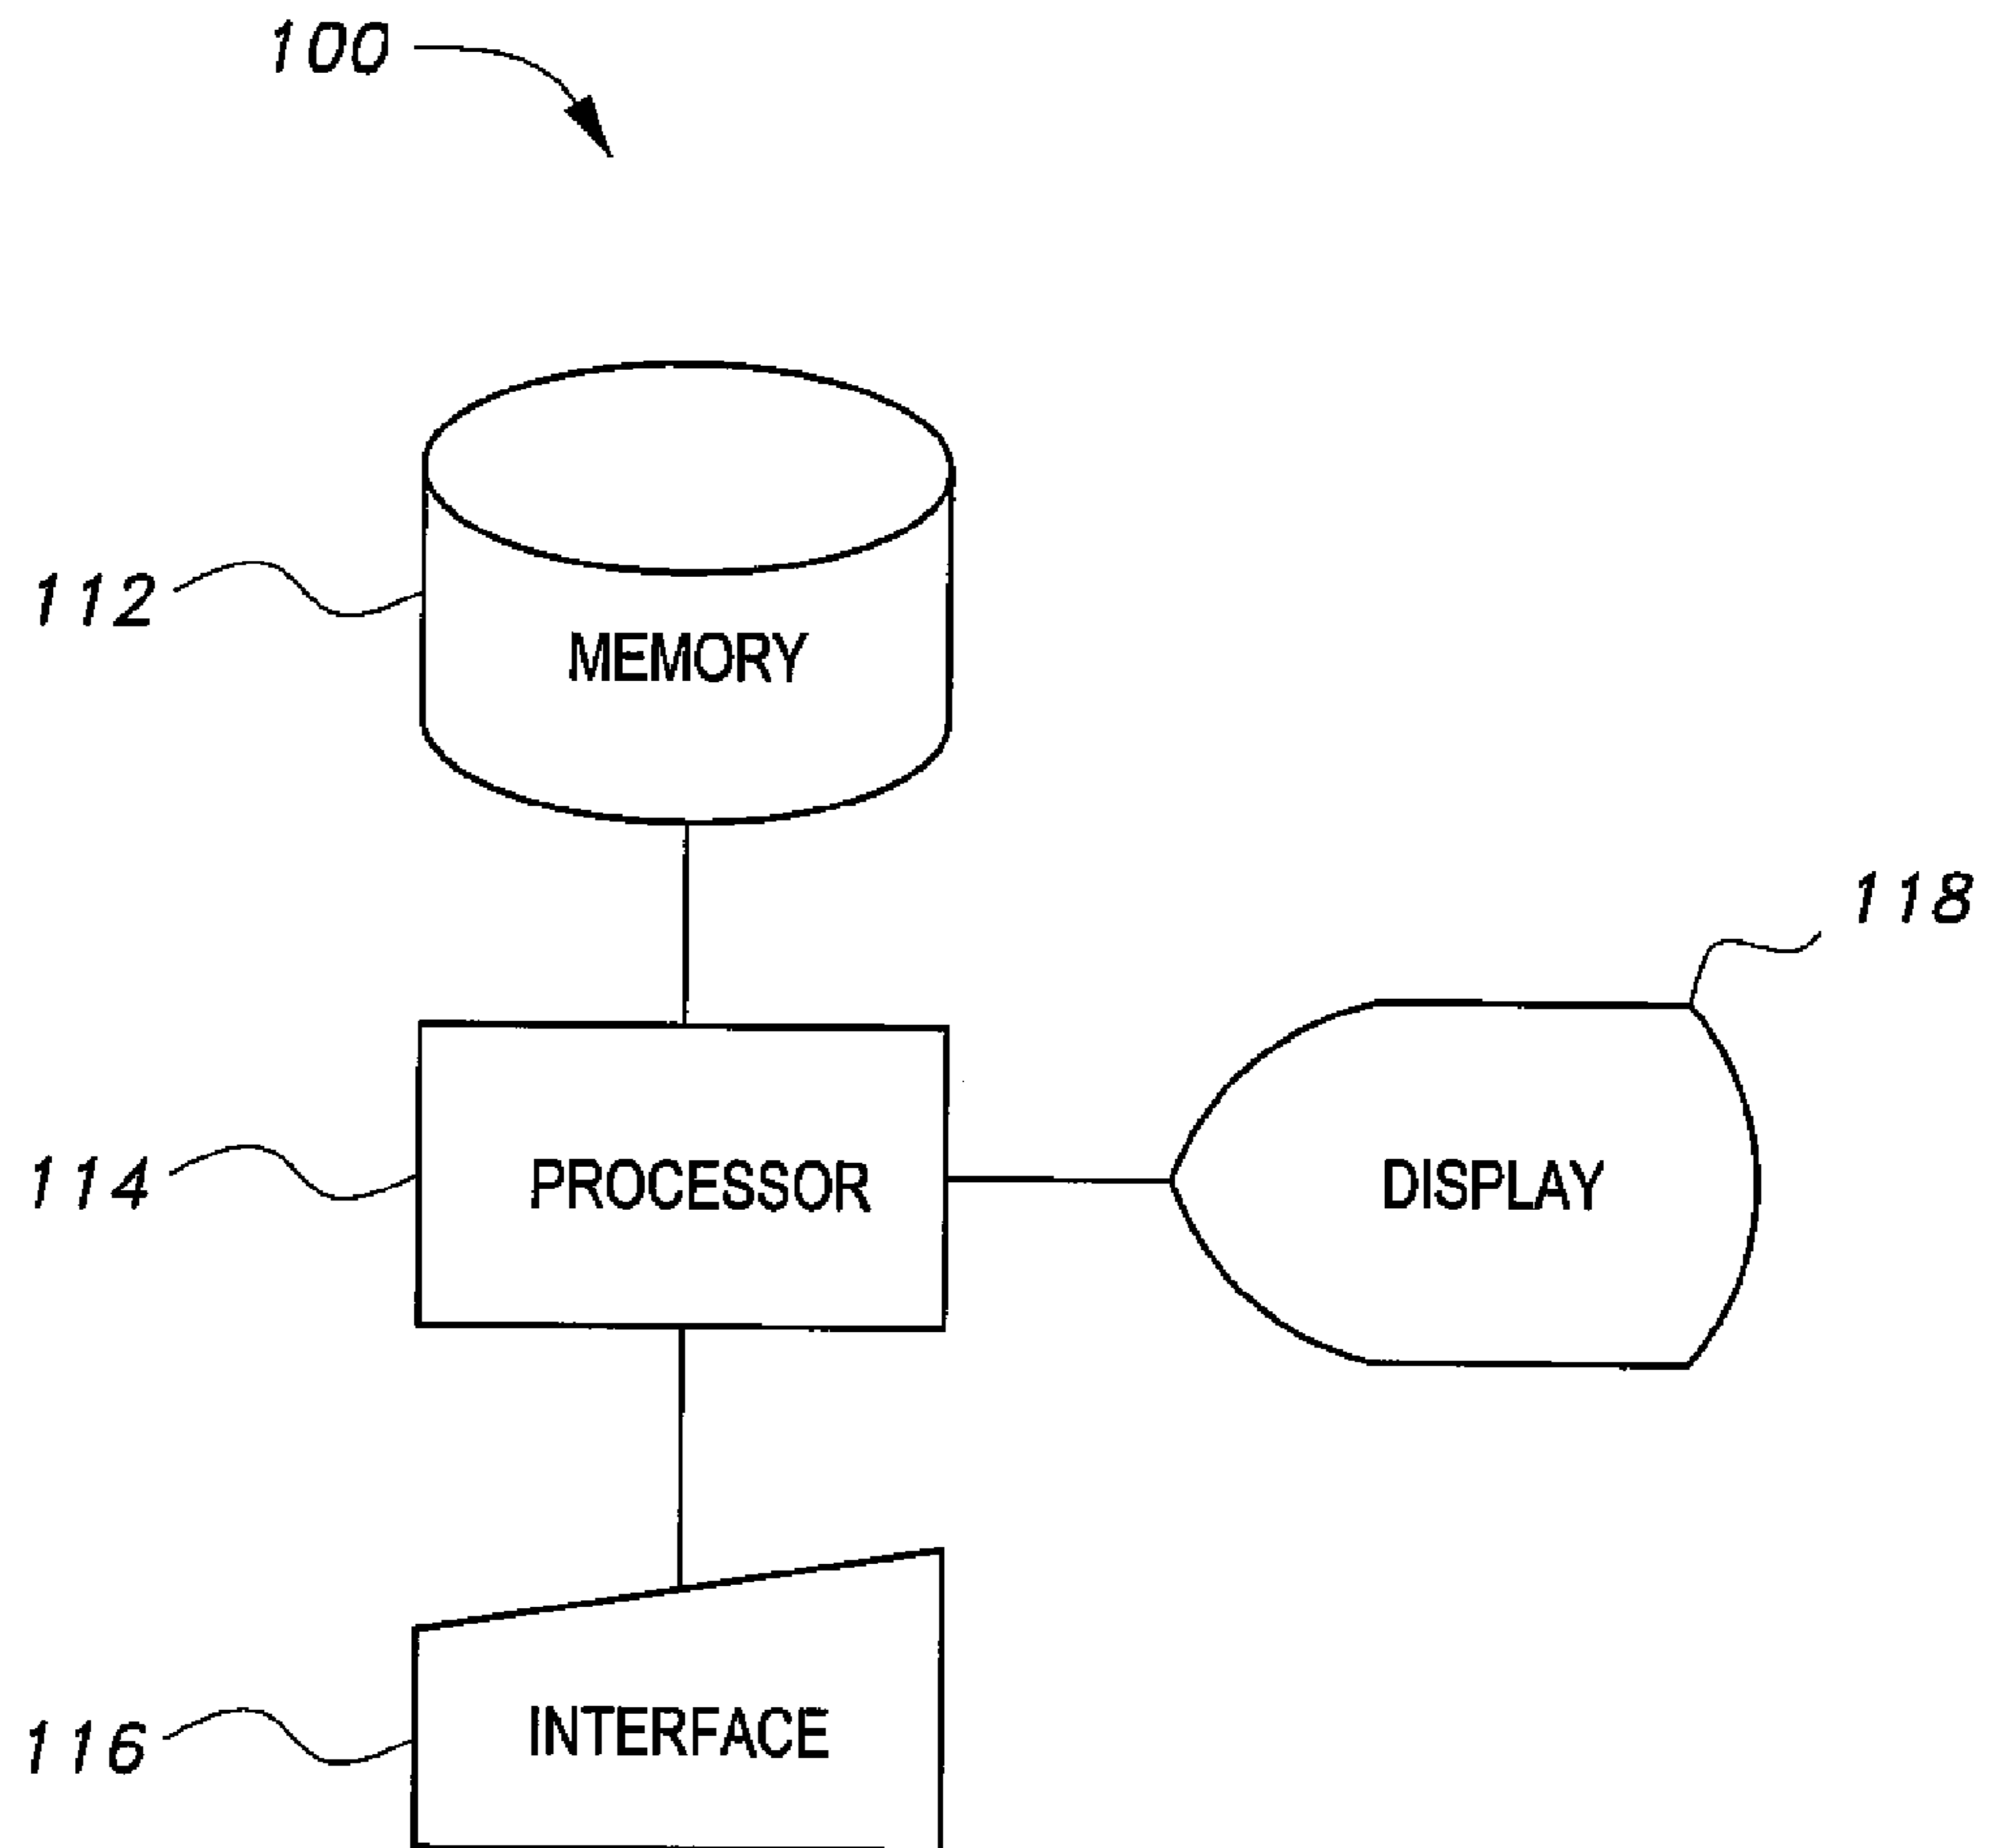 100
112
MEMORY
118
114
PROCESSOR
DISPLAY
116
INTERFACE